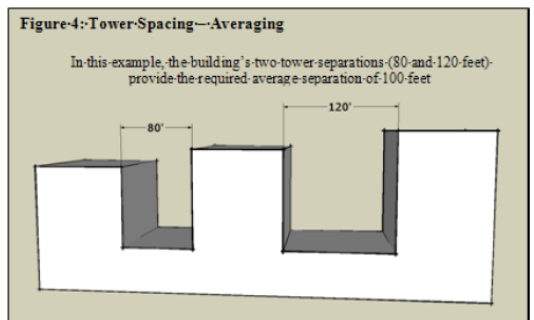 Figure·4:·Tower·Spacing·–·Averaging
In·this·example,·the·building’s·two·tower·separations·(80·and·120·feet)·
provide·the·required·average·separation·of·100·feet
120'
80'